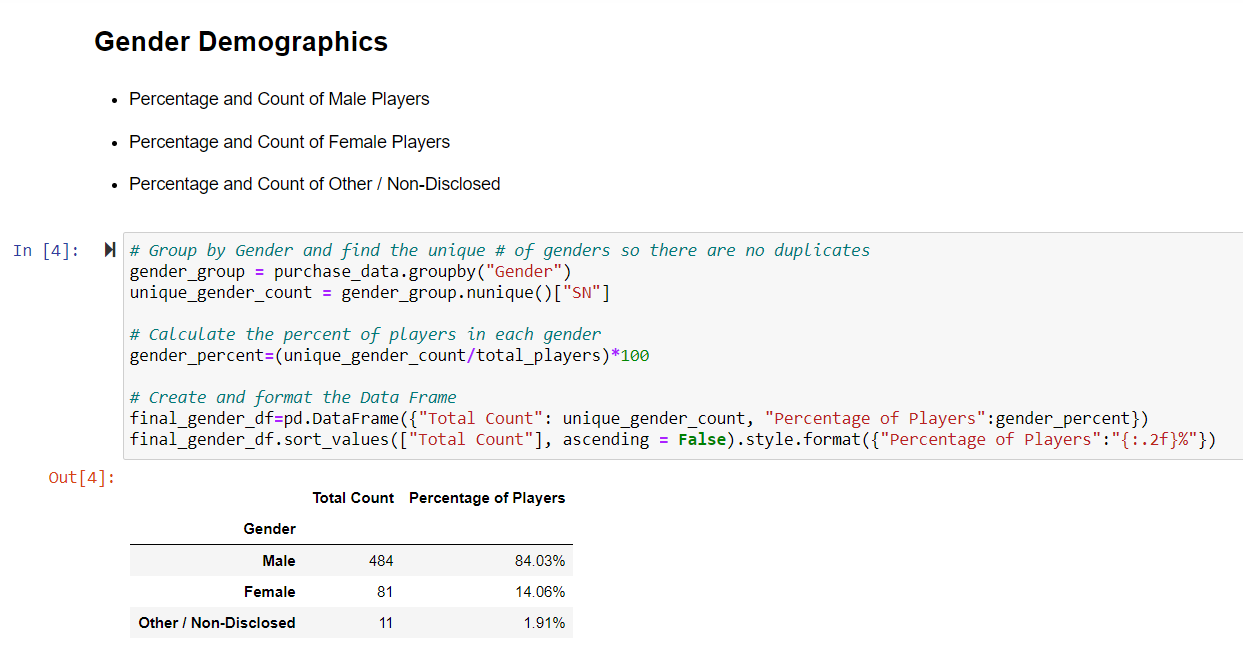 Gender Demographics
• Percentage and Count of Male Players
• Percentage and Count of Female Players
• Percentage and Count of Other / Non-Disclosed
In [4]:
# Group by Gender and find the unique # of genders so there are no duplicates
gender_group = purchase_data.groupby("Gender")
unique_gender_count = gender_group.nunique()["SN"]
# Calculate the percent of players in each gender
gender_percent=(unique_gender_count/total_players)*100
# Create and format the Data Frame
final_gender_df=pd.DataFrame({"Total Count": unique_gender_count, "Percentage of Players":gender_percent})
final_gender_df.sort_values(["Total Count"], ascending = False).style.format({"Percentage of Players":"{:.2f}%"})
Out[4]:
Total Count Percentage of Players
Gender
Male 484 84.03%
Female 81 14.06%
Other / Non-Disclosed 11 1.91%